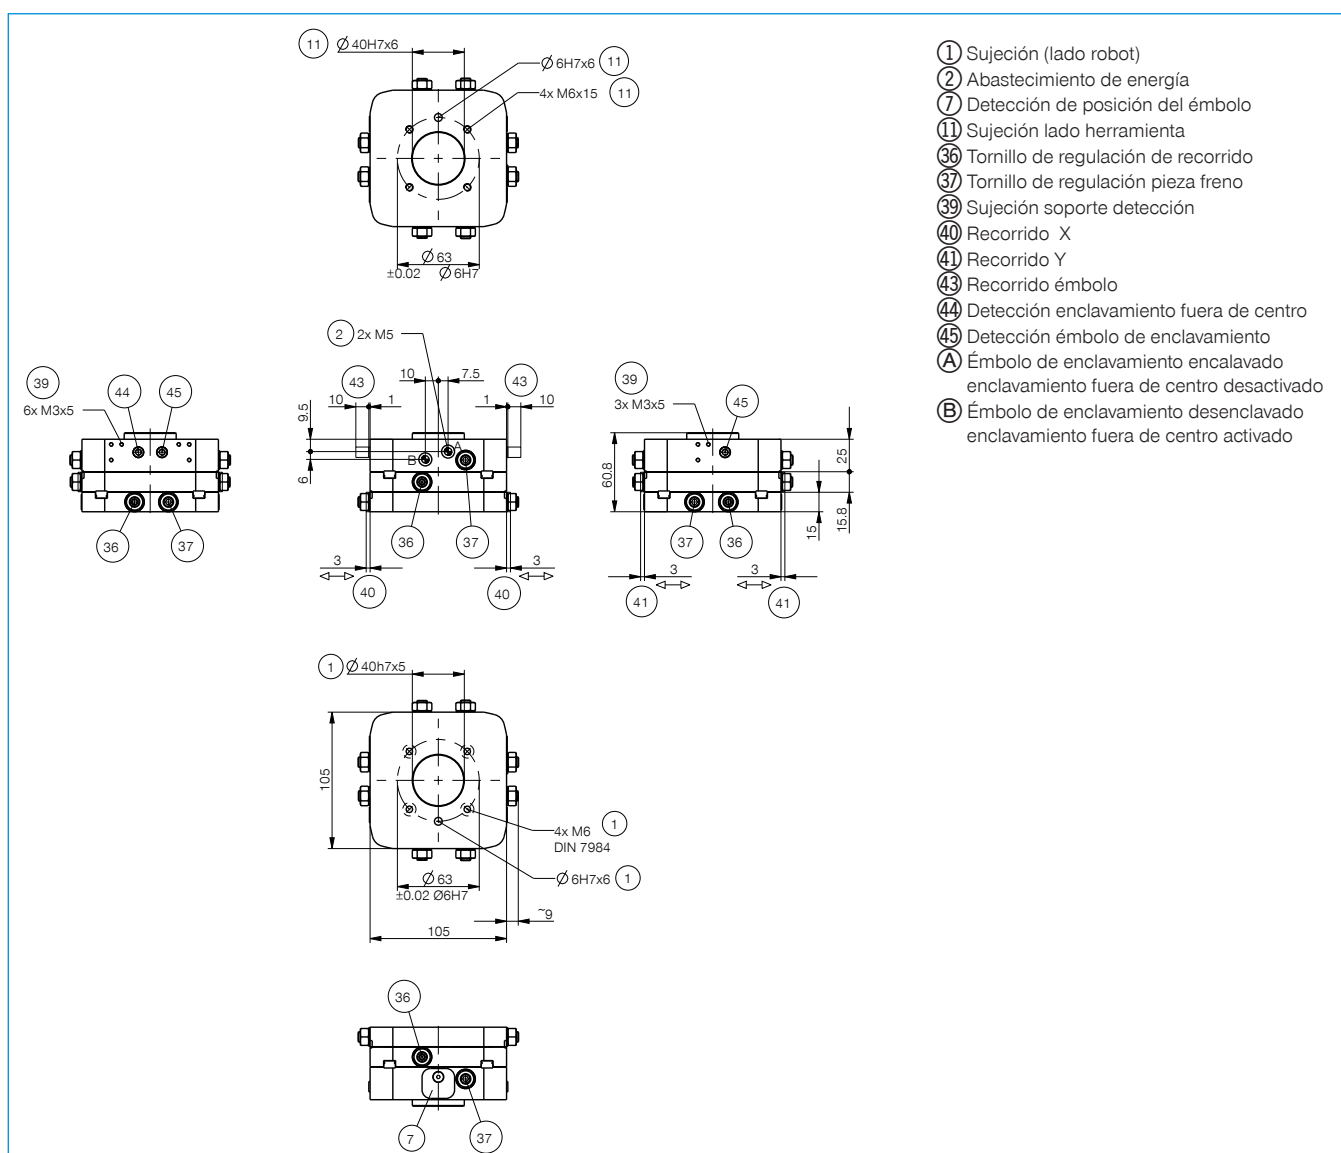 11 Ø 40H7x6
Ø 6H7x6 11
4x M6x15 11
Ø 63
±0.02 Ø 6H7
1 Sujeción (lado robot)
2 Abastecimiento de energía
7 Detección de posición del émbolo
11 Sujeción lado herramienta
36 Tornillo de regulación de recorrido
37 Tornillo de regulación pieza freno
39 Sujeción soporte detección
40 Recorrido X
41 Recorrido Y
43 Recorrido émbolo
44 Detección enclavamiento fuera de centro
45 Detección émbolo de enclavamiento
A Émbolo de enclavamiento encalavado
enclavamiento fuera de centro desactivado
B Émbolo de enclavamiento desenclavado
enclavamiento fuera de centro activado
39
6x M3x5
44
45
36
37
2 2x M5
43
10
7.5
43
10
1
1
10
9.5
6
A
B
36
37
3
3
40
40
39
3x M3x5
45
60.8
25
15.8
15
37
36
3
3
41
41
1 Ø 40h7x5
105
4x M6 1
DIN 7984
Ø 6H7x6 1
Ø 63
±0.02 Ø6H7
~9
105
36
7
37